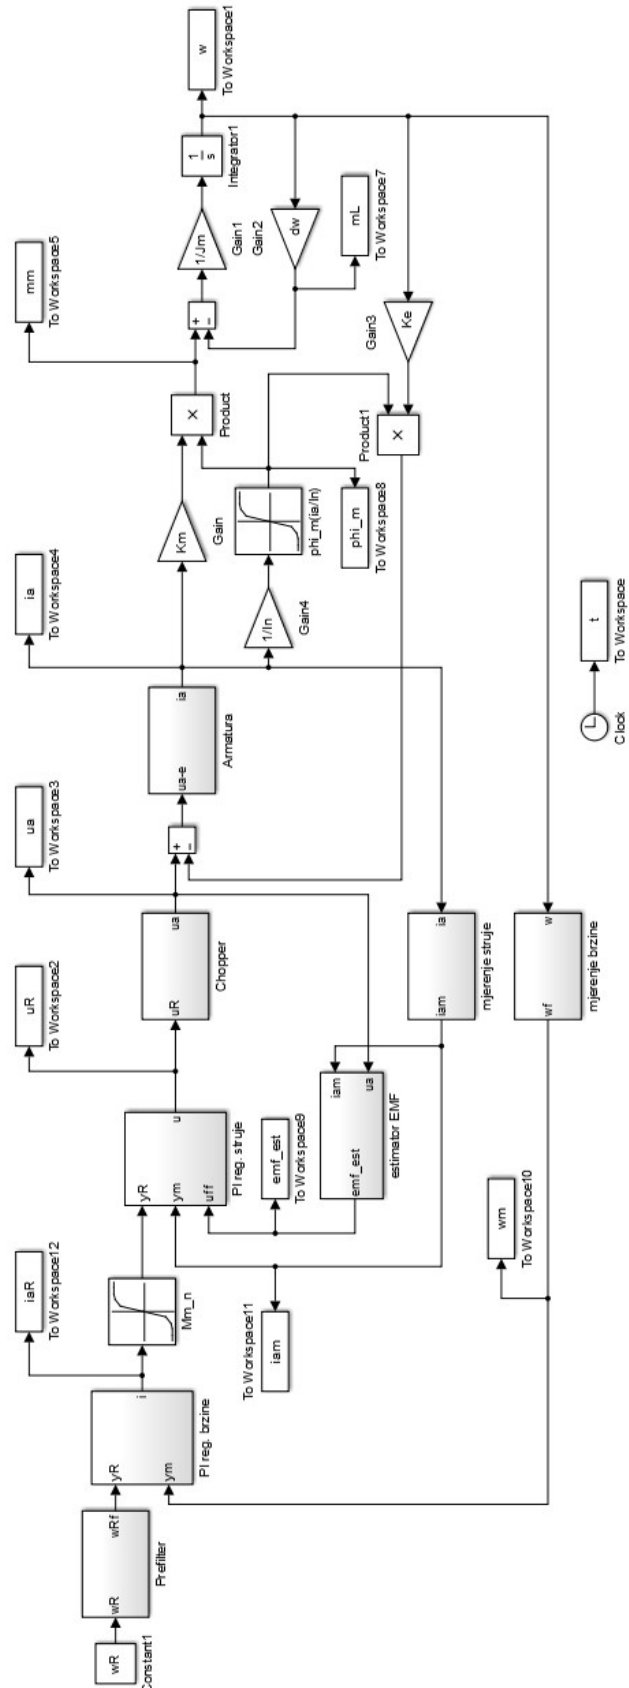 wR
Constant1
wR
wRf
Prefilter
yR
ym
i
PI reg. brzine
iaR
To Workspace12
Mm_n
yR
ym
uff
u
PI reg. struje
To Workspace11
iam
emf_est
To Workspace9
uR
To Workspace2
uR
ua
Chopper
iam
ua
emf_est
estimator EMF
wm
To Workspace10
ua
To Workspace3
+
−
ua-e
ia
Armatura
ia
iam
mjerenje struje
w
wf
mjerenje brzine
ia
To Workspace4
Km
Gain
1/In
Gain4
phi_m(ia/In)
phi_m
To Workspace8
×
Product
Product1
×
mm
To Workspace5
+
−
Ke
Gain3
1/Jm
Gain1
Gain2
dw
mL
To Workspace7
1
s
Integrator1
w
To Workspace1
Clock
t
To Workspace